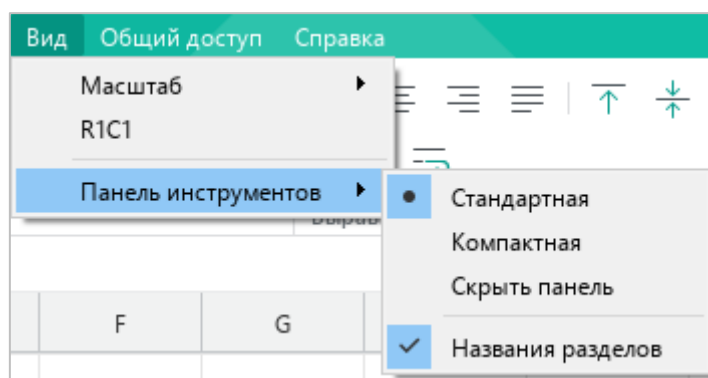 Вид Общий доступ Справка
Масштаб
R1C1
Панель инструментов
Стандартная
Компактная
Скрыть панель
Названия разделов
F G